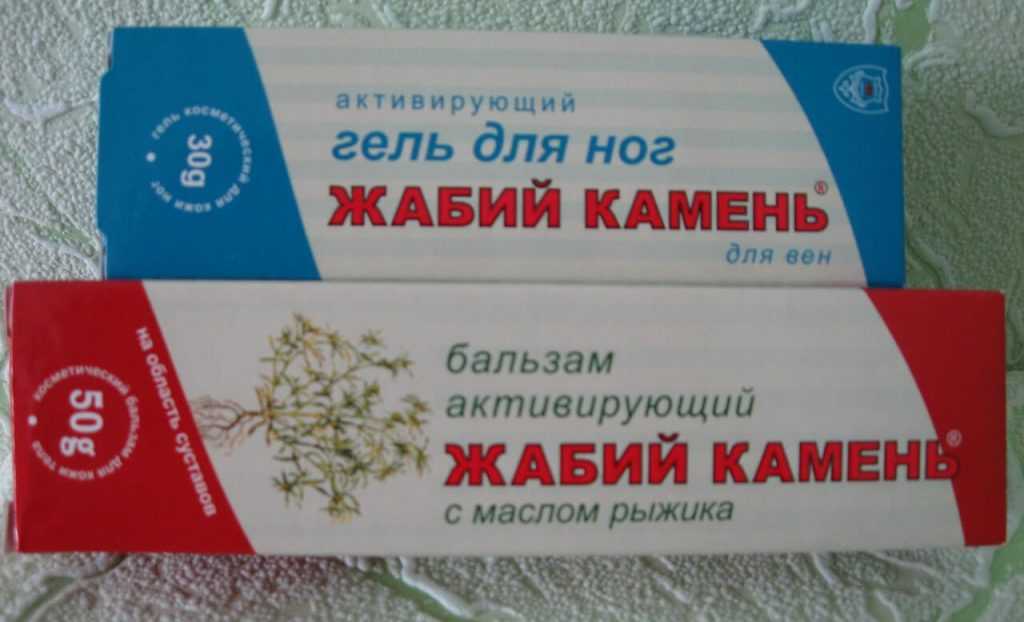 активирующий
гель для ног
ЖАБИЙ КАМЕНЬ®
для вен
гель косметический для кожи ног
30g
бальзам
активирующий
ЖАБИЙ КАМЕНЬ®
с маслом рыжика
на область суставов
косметический бальзам для кожи тела
50g